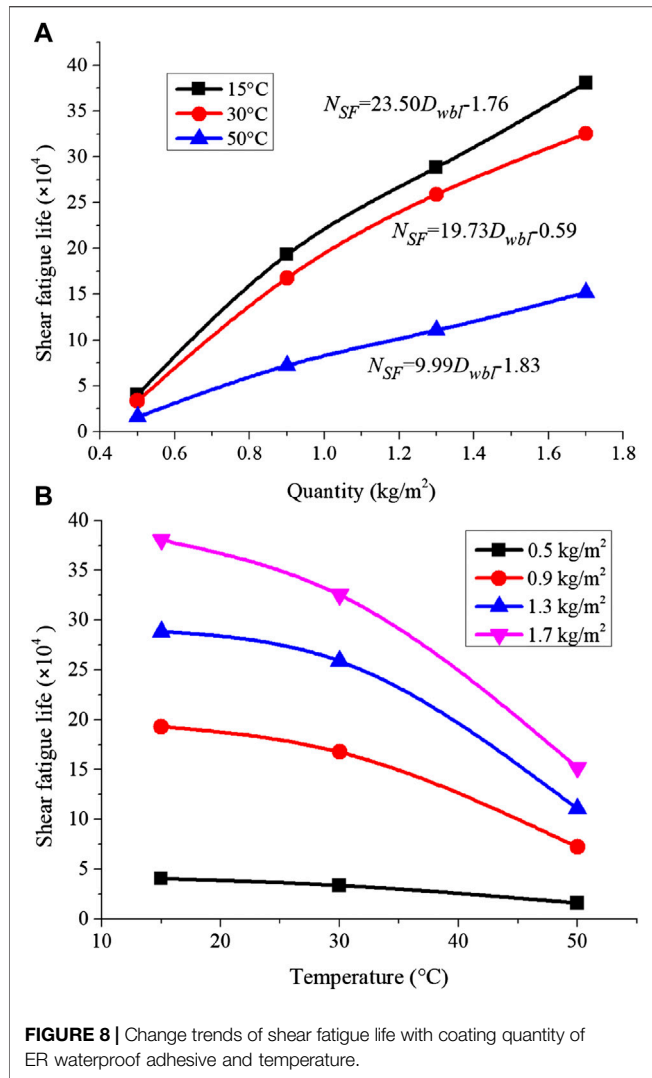 A
40
35
30
25
20
15
10
5
0
Shear fatigue life (×10⁴)
15°C
30°C
50°C
N_SF=23.50D_wbl-1.76
N_SF=19.73D_wbl-0.59
N_SF=9.99D_wbl-1.83
0.4 0.6 0.8 1.0 1.2 1.4 1.6 1.8
Quantity (kg/m²)
B
40
35
30
25
20
15
10
5
0
Shear fatigue life (×10⁴)
0.5 kg/m²
0.9 kg/m²
1.3 kg/m²
1.7 kg/m²
10 20 30 40 50
Temperature (°C)
FIGURE 8 | Change trends of shear fatigue life with coating quantity of
ER waterproof adhesive and temperature.